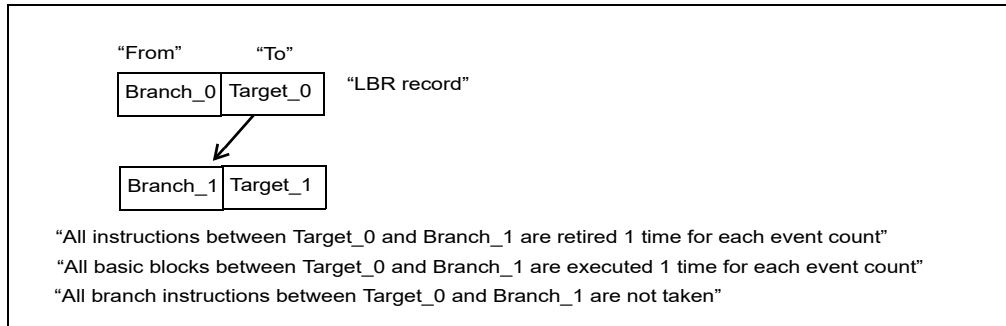 “From” “To”
Branch_0 Target_0 “LBR record”
Branch_1 Target_1
“All instructions between Target_0 and Branch_1 are retired 1 time for each event count”
“All basic blocks between Target_0 and Branch_1 are executed 1 time for each event count”
“All branch instructions between Target_0 and Branch_1 are not taken”